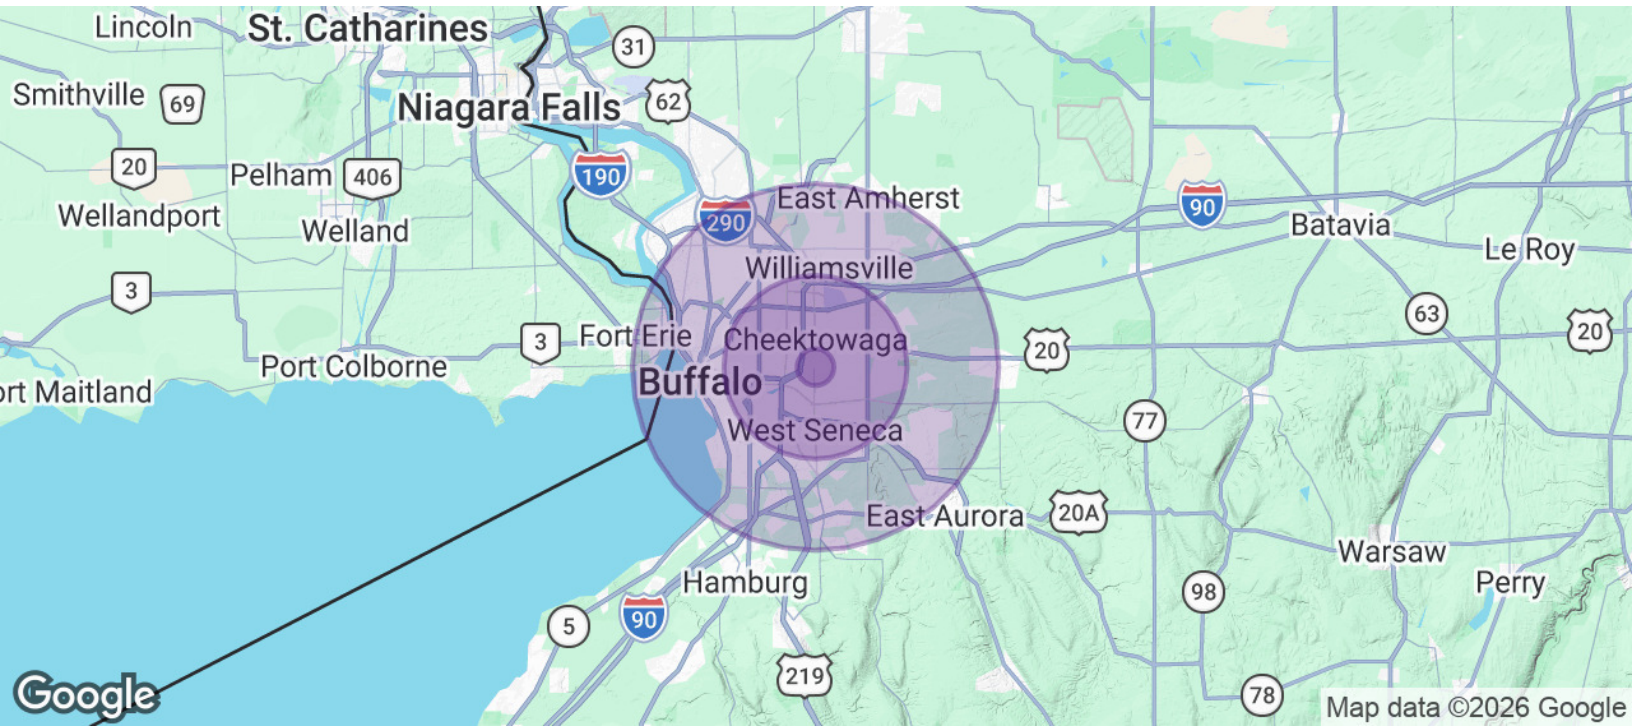 Lincoln
St. Catharines
31
Smithville
69
Niagara Falls
62
20
Pelham
406
190
East Amherst
90
Wellandport
Welland
290
Batavia
Le Roy
Williamsville
3
63
3
Fort Erie
Cheektowaga
20
20
Port Colborne
ort Maitland
Buffalo
77
West Seneca
East Aurora
20A
Warsaw
Hamburg
Perry
98
5
90
219
Google
78
Map data ©2026 Google